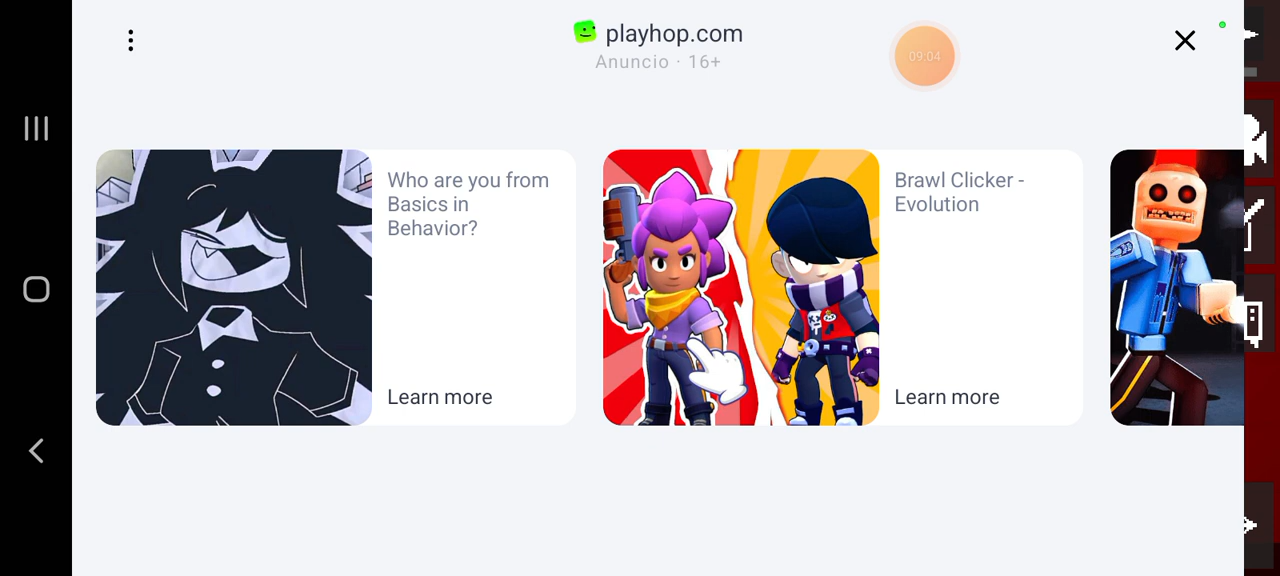 playhop.com
Anuncio · 16+
09:04
Who are you from
Basics in
Behavior?
Learn more
Brawl Clicker -
Evolution
Learn more